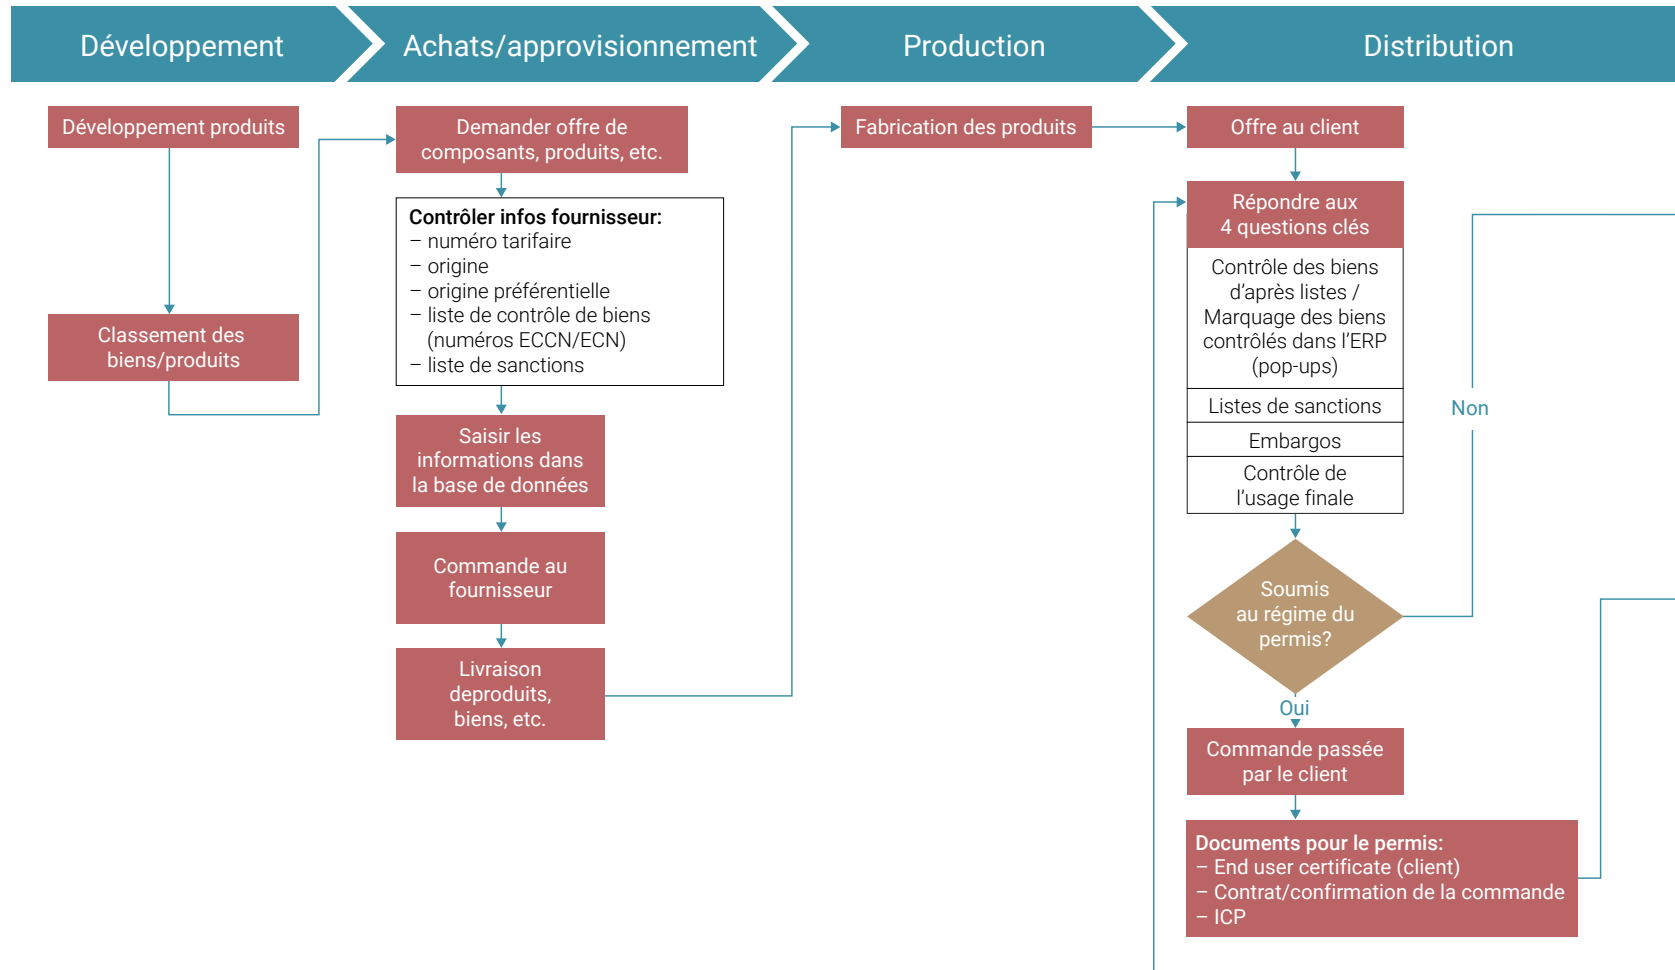 Développement
Achats/approvisionnement
Production
Distribution
Développement produits
Classement des
biens/produits
Demander offre de
composants, produits, etc.
Contrôler infos fournisseur:
– numéro tarifaire
– origine
– origine préférentielle
– liste de contrôle de biens
(numéros ECCN/ECN)
– liste de sanctions
Saisir les
informations dans
la base de données
Commande au
fournisseur
Livraison
deproduits,
biens, etc.
Fabrication des produits
Offre au client
Répondre aux
4 questions clés
Contrôle des biens
d'après listes /
Marquage des biens
contrôlés dans l'ERP
(pop-ups)
Listes de sanctions
Embargos
Contrôle de
l'usage finale
Non
Soumis
au régime du
permis?
Oui
Commande passée
par le client
Documents pour le permis:
– End user certificate (client)
– Contrat/confirmation de la commande
– ICP